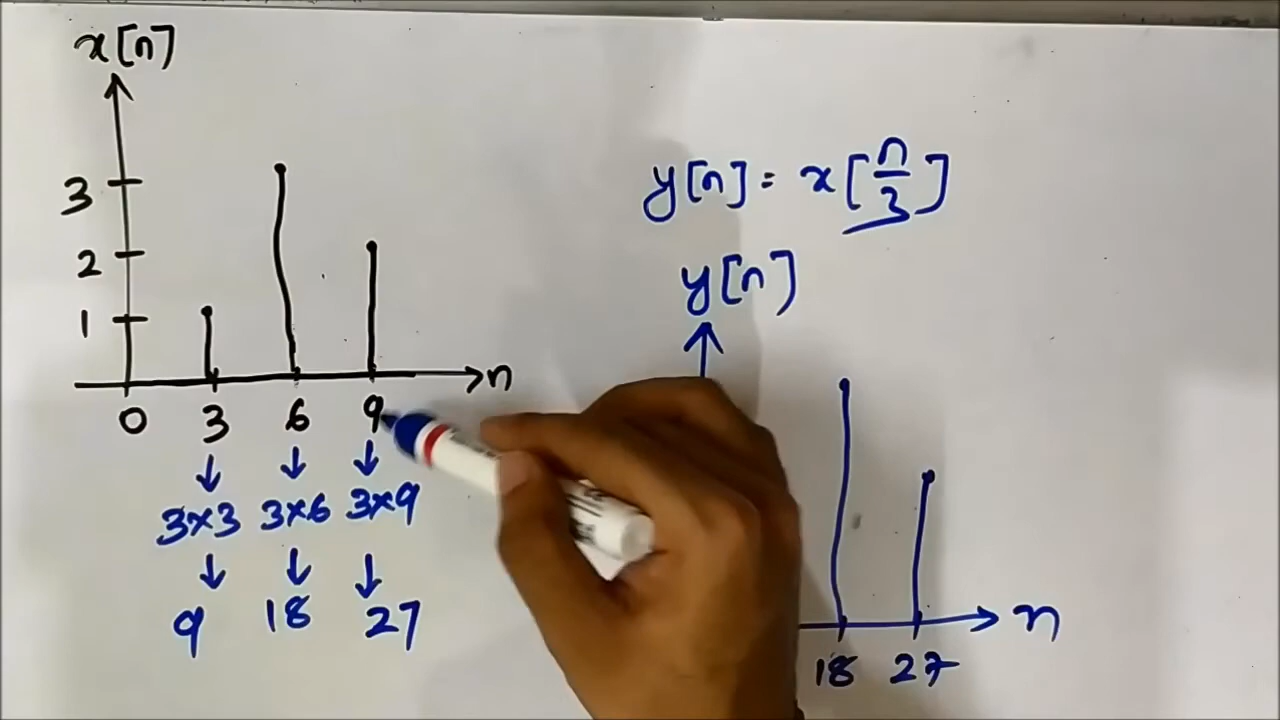 x[n]
3
2
1
n
0 3 6 9
↓ ↓ ↓
3×3 3×6 3×9
↓ ↓ ↓
9 18 27
y[n] = x[n/3]
y[n]
n
18 27